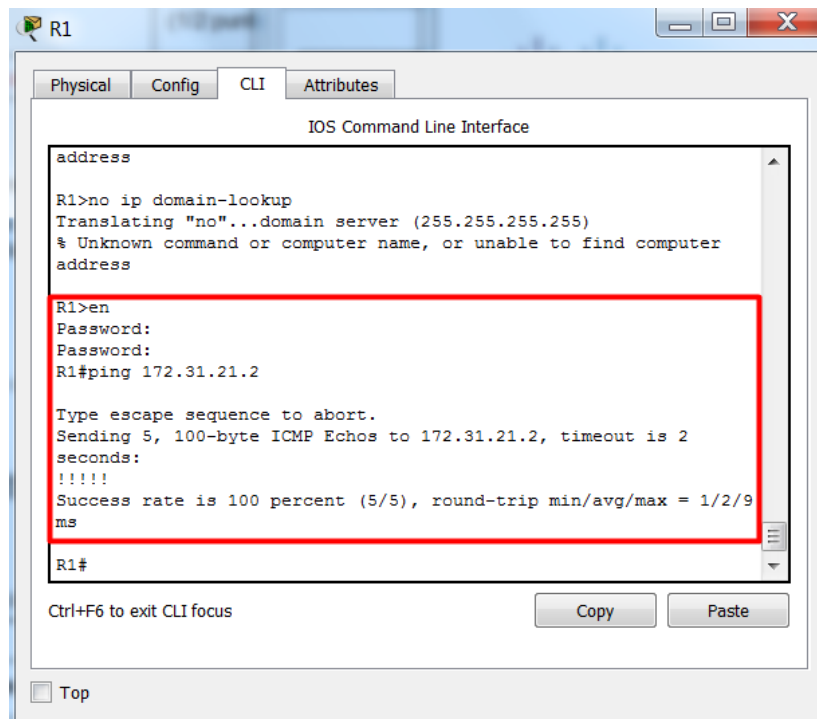 R1
Physical Config CLI Attributes
IOS Command Line Interface
address
R1>no ip domain-lookup
Translating "no"...domain server (255.255.255.255)
% Unknown command or computer name, or unable to find computer
address
R1>en
Password:
Password:
R1#ping 172.31.21.2
Type escape sequence to abort.
Sending 5, 100-byte ICMP Echos to 172.31.21.2, timeout is 2
seconds:
!!!!!
Success rate is 100 percent (5/5), round-trip min/avg/max = 1/2/9
ms
R1#
Ctrl+F6 to exit CLI focus
Copy Paste
Top